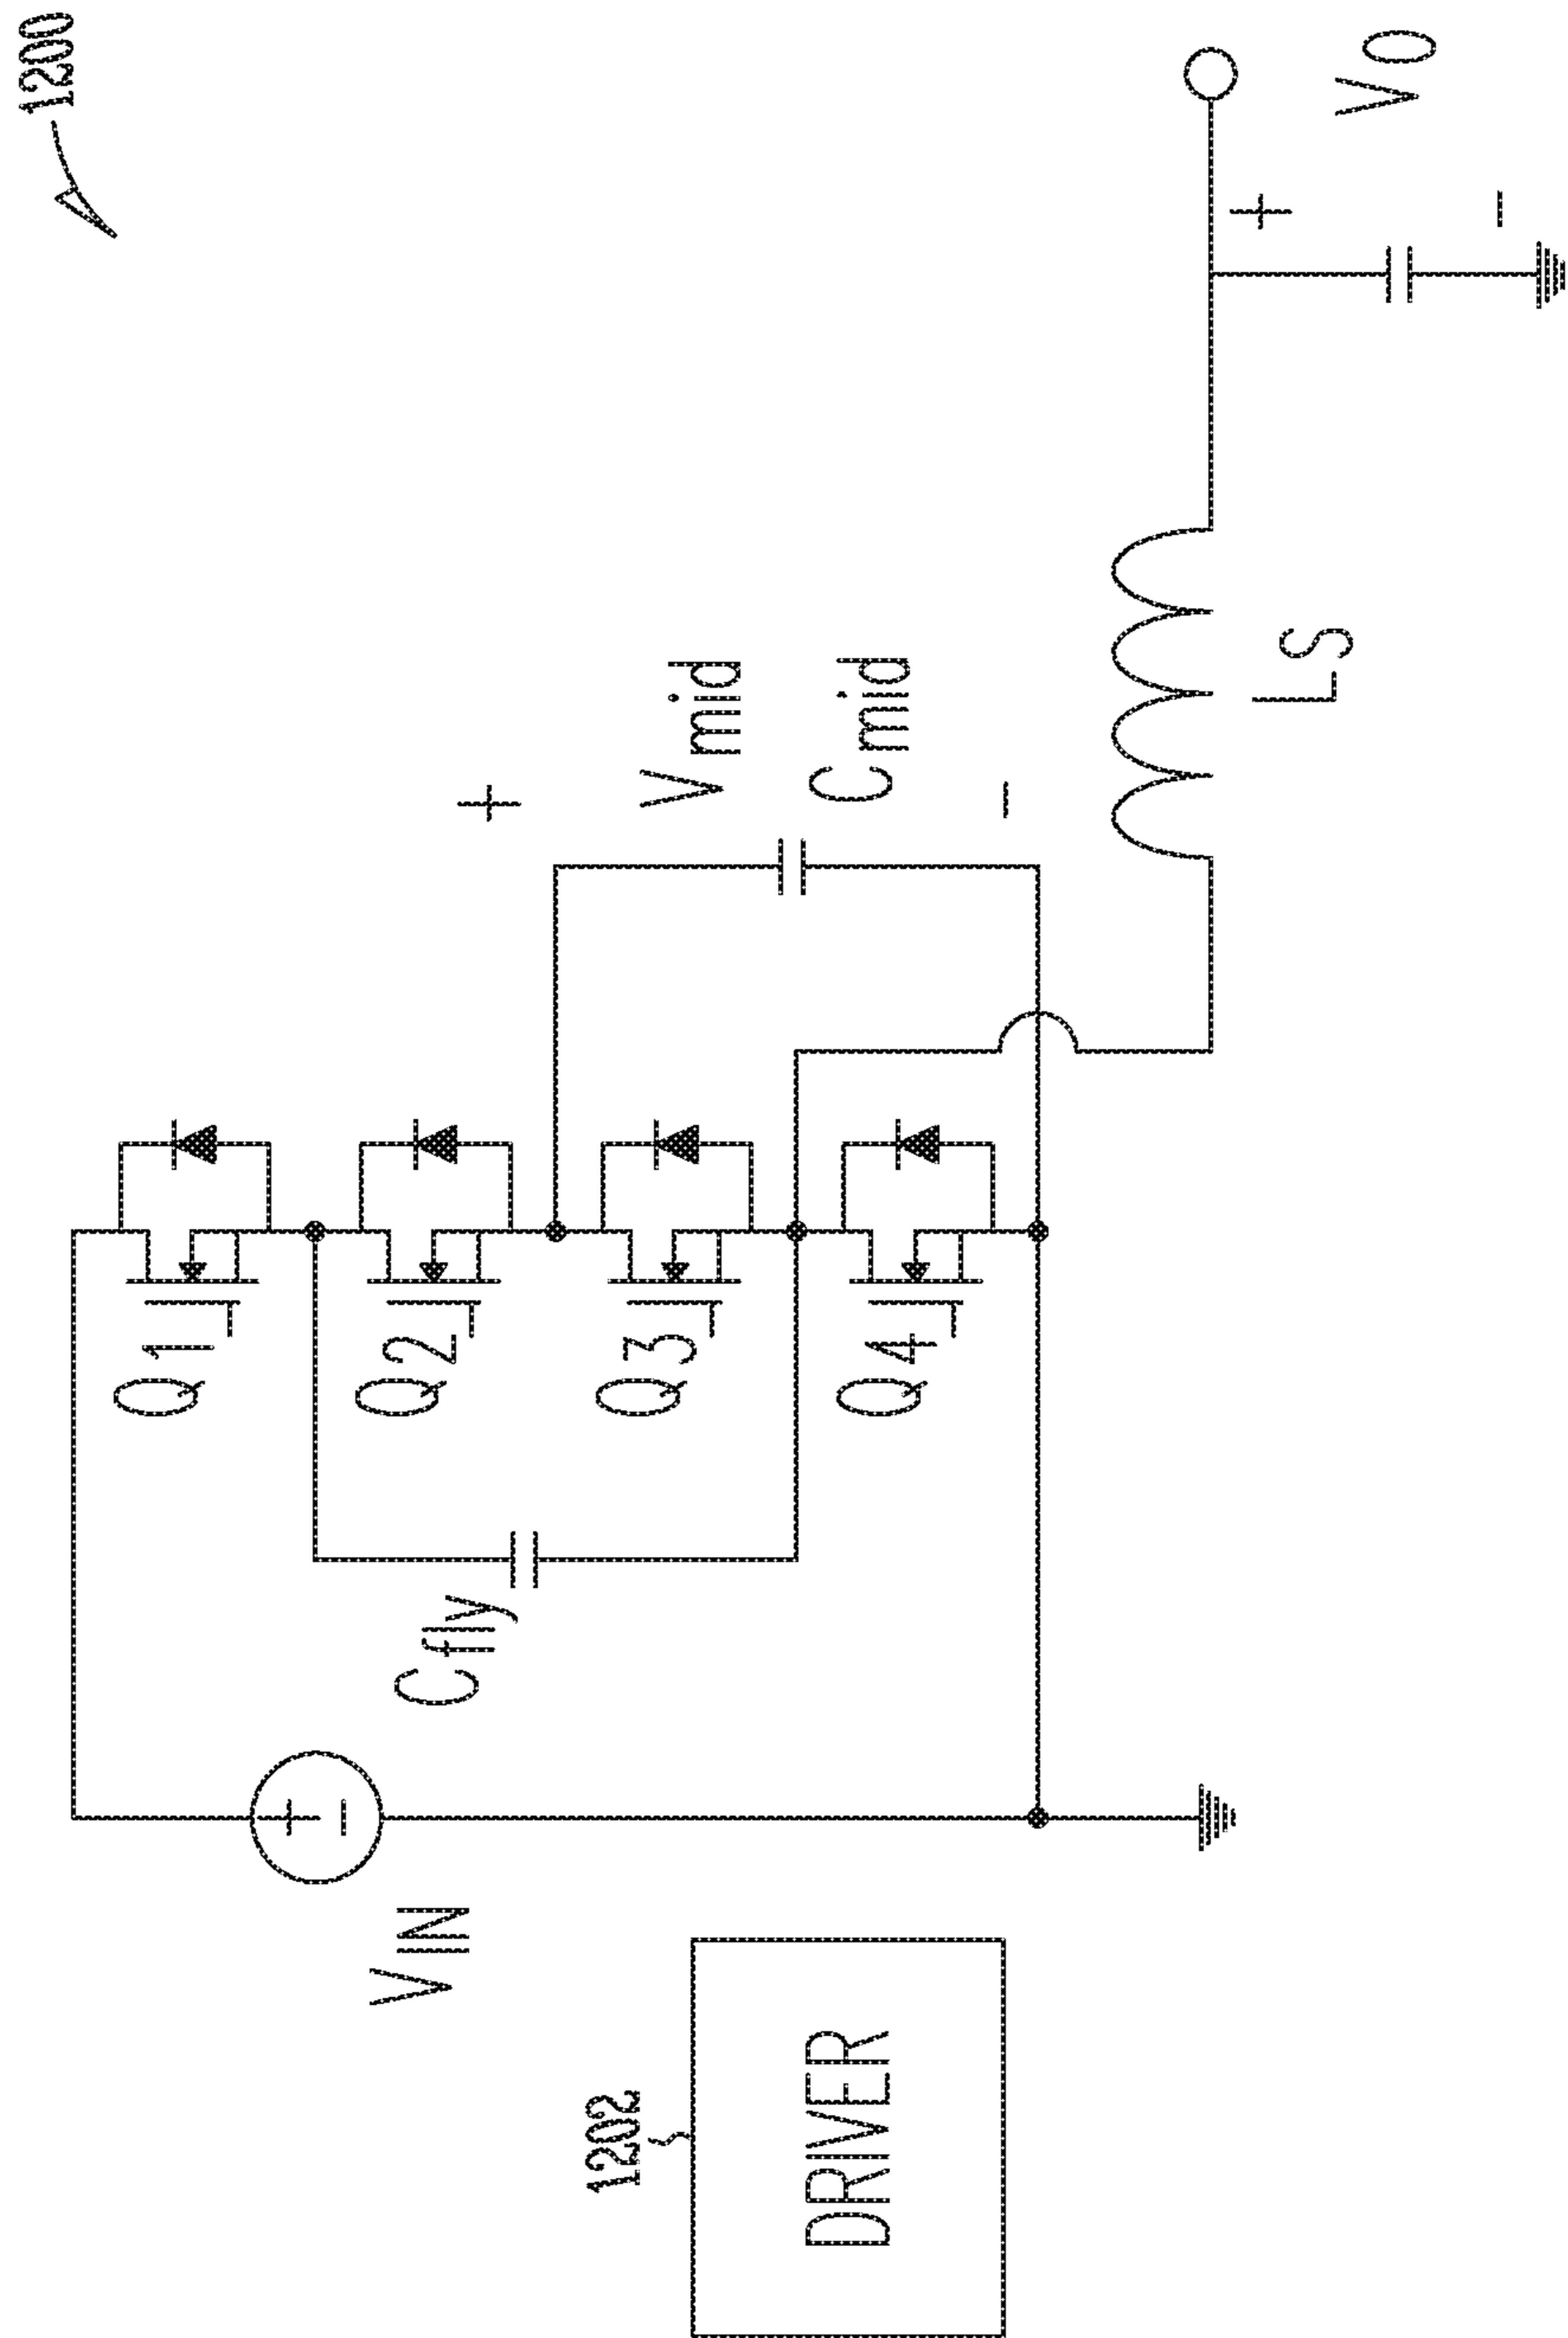 1200
Q1
Q2
Q3
Q4
Cfly
VIN
+
−
+
Vmid
Cmid
−
LS
+
VO
−
1202
DRIVER